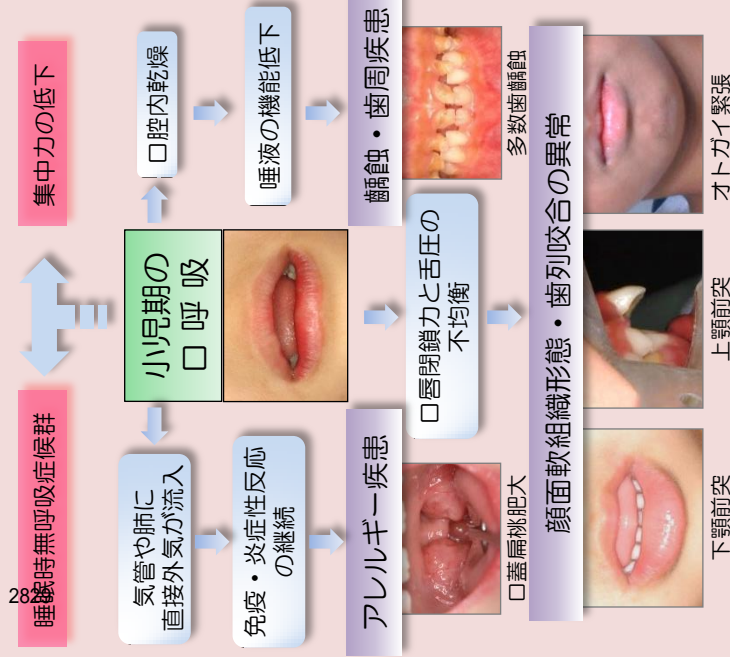 睡眠時無呼吸症候群
集中力の低下
小児期の
口 呼 吸
気管や肺に
直接外気が流入
口腔内乾燥
免疫・炎症性反応
の継続
唾液の機能低下
アレルギー疾患
齲蝕・歯周疾患
口唇閉鎖力と舌圧の
不均衡
口蓋扁桃肥大
多数歯齲蝕
顔面軟組織形態・歯列咬合の異常
下顎前突
上顎前突
オトガイ緊張